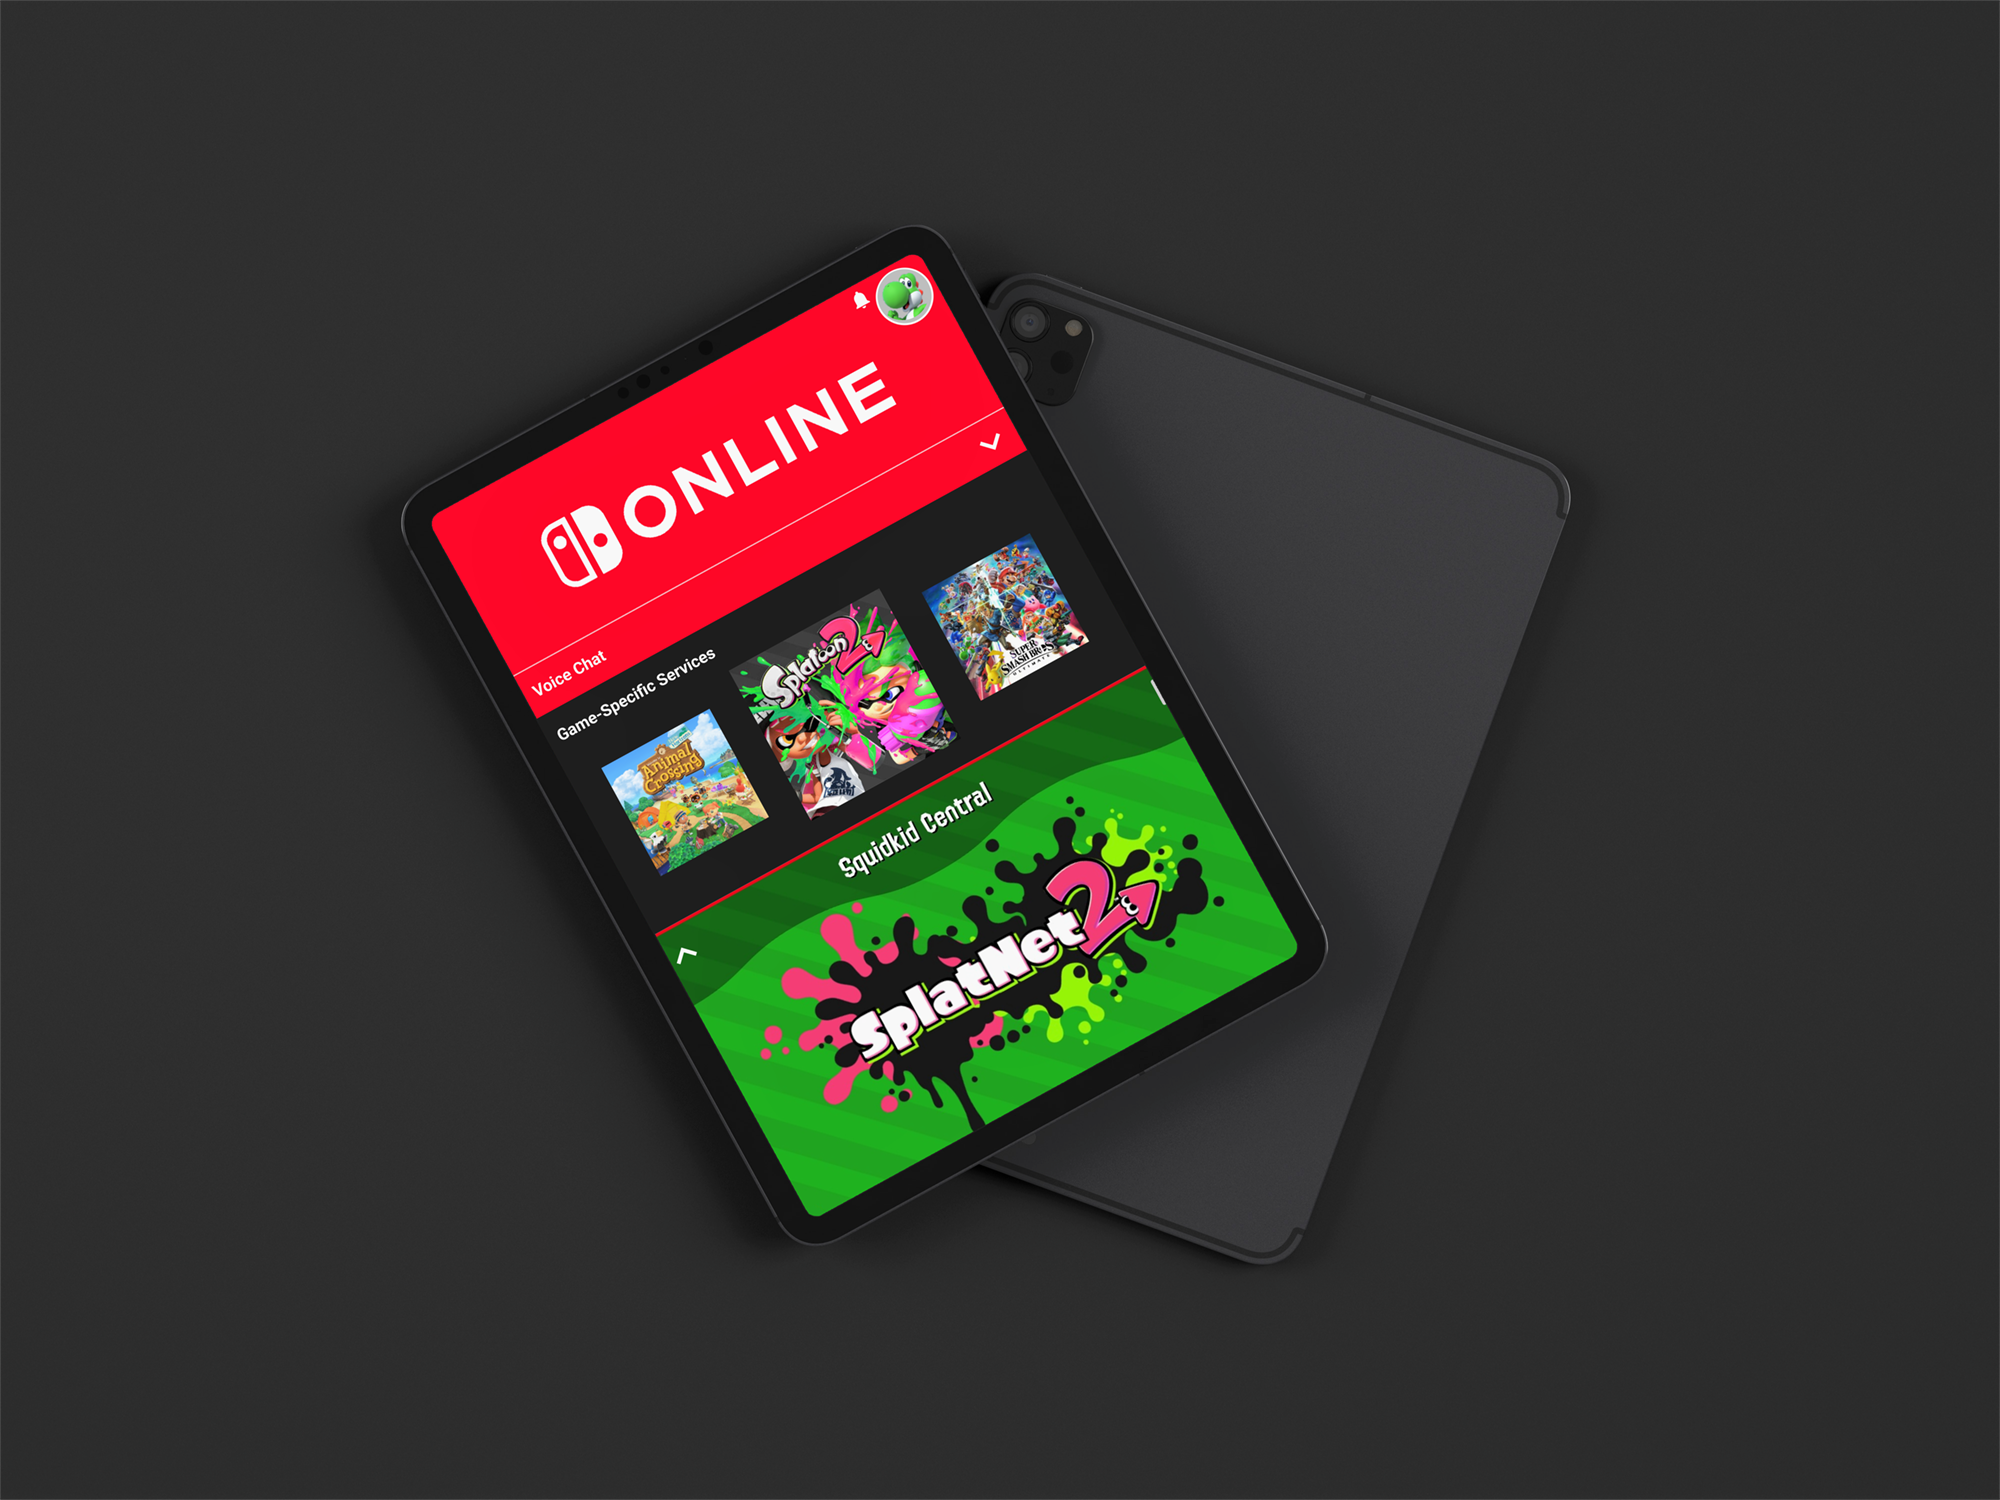 ONLINE
Voice Chat
Game-Specific Services
Animal
Crossing
Splatoon 2
SUPER
SMASH BROS.
ULTIMATE
Squidkid Central
SplatNet 2